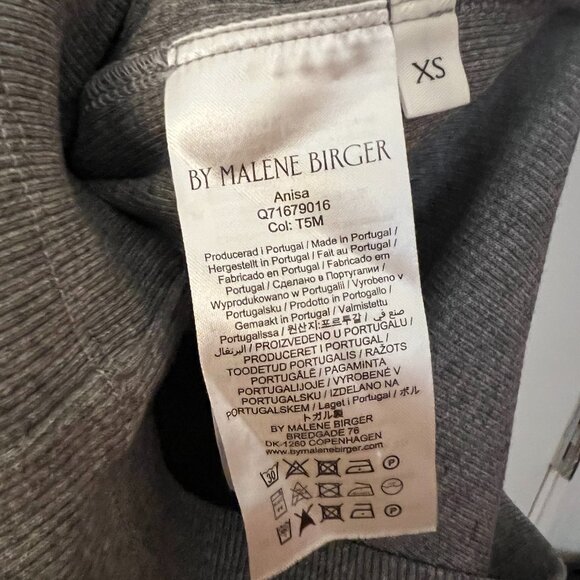 XS
BY MALENE BIRGER
Anisa
Q71679016
Col: T5M
Producerad i Portugal / Made in Portugal /
Hergestellt in Portugal / Fait au Portugal /
Fabricado en Portugal / Fabricado em
Portugal / Сделано в Португалии /
Wyprodukowano w Portugalii / Vyrobeno v
Portugalsku / Prodotto in Portogallo /
Gemaakt in Portugal / Valmistettu
Portugalissa / 원산지:포르투갈 / صنع في
البرتغال / PROIZVEDENO U PORTUGALU /
PRODUCERET I PORTUGAL /
TOODETUD PORTUGALIS / RAŽOTS
PORTUGĀLĒ / PAGAMINTA
PORTUGALIJOJE / VYROBENÉ V
PORTUGALSKU / IZDELANO NA
PORTUGALSKEM / Laget i Portugal / ポル
トガル製
BY MALENE BIRGER
BREDGADE 76
DK-1260 COPENHAGEN
www.bymalenebirger.com
30